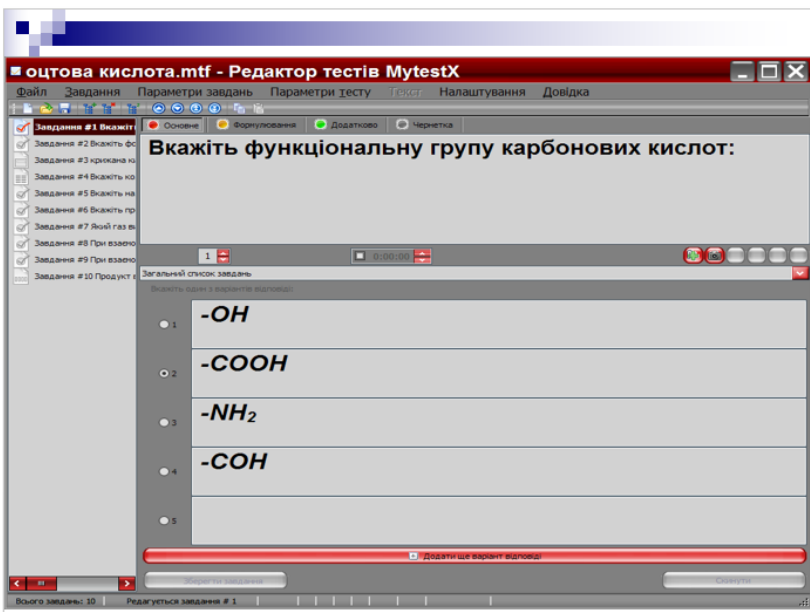 оцтова кислота.mtf - Редактор тестів MytestX
Файл Завдання Параметри завдань Параметри тесту Текст Налаштування Довідка
Основне Формулювання Додатково Чернетка
Завдання #1 Вкажіт
Завдання #2 Вкажіть фо
Завдання #3 крижана ки
Завдання #4 Вкажіть ко
Завдання #5 Вкажіть на
Завдання #6 Вкажіть пр
Завдання #7 Який газ ви
Завдання #8 При взаємо
Завдання #9 При взаємо
Завдання #10 Продукт в
Вкажіть функціональну групу карбонових кислот:
1
0:00:00
Загальний список завдань
Вкажіть один з варіантів відповіді:
1 -OH
2 -COOH
3 -NH₂
4 -COH
5
Додати ще варіант відповіді
Зберегти завдання Скинути
Всього завдань: 10 Редагується завдання # 1